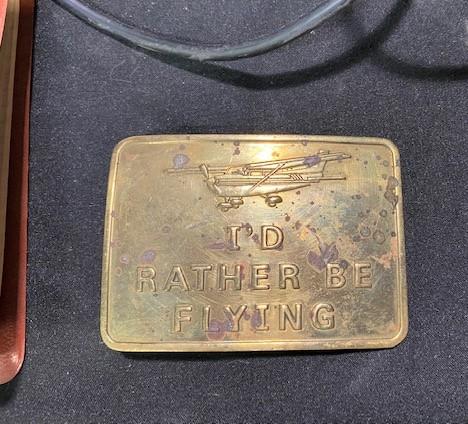 I'D
RATHER BE
FLYING